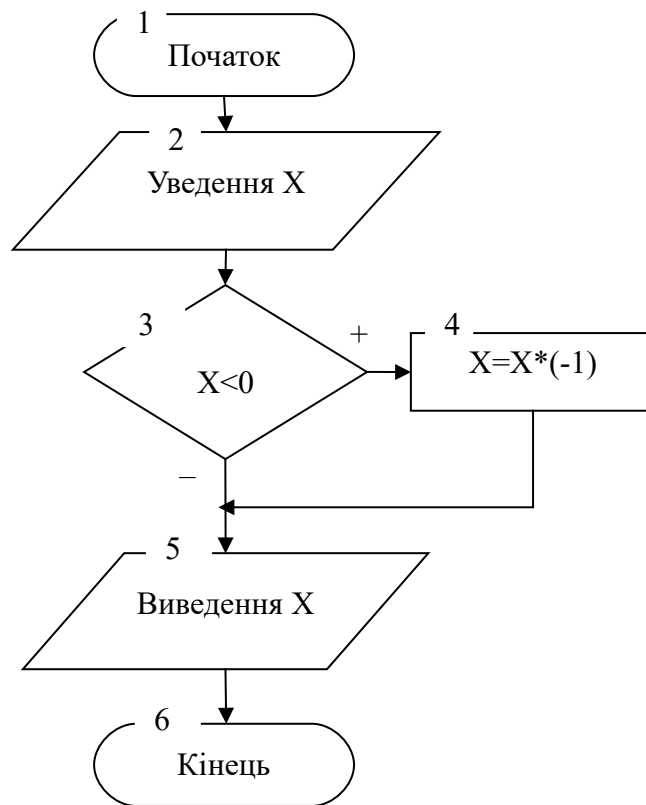 1
Початок
2
Уведення X
3
X<0
+
4
X=X*(-1)
–
5
Виведення X
6
Кінець